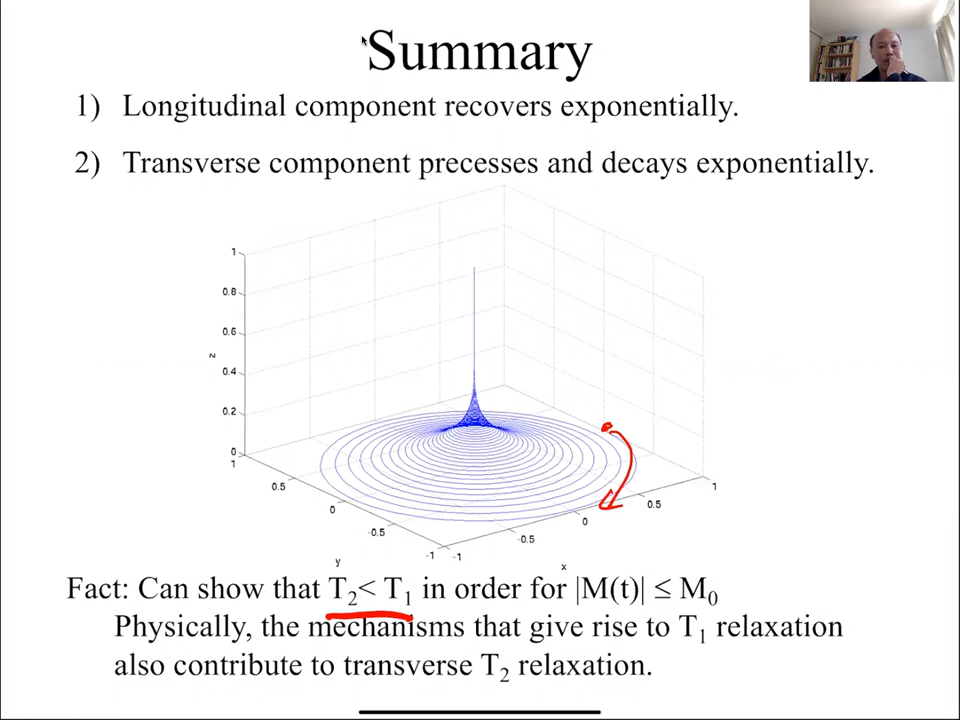 Summary
1) Longitudinal component recovers exponentially.
2) Transverse component precesses and decays exponentially.
1
0.8
0.6
0.4
0.2
0
z
1
0.5
0
-0.5
-1
y
-1
-0.5
0
0.5
1
x
Fact: Can show that T₂< T₁ in order for |M(t)| ≤ M₀
Physically, the mechanisms that give rise to T₁ relaxation
also contribute to transverse T₂ relaxation.